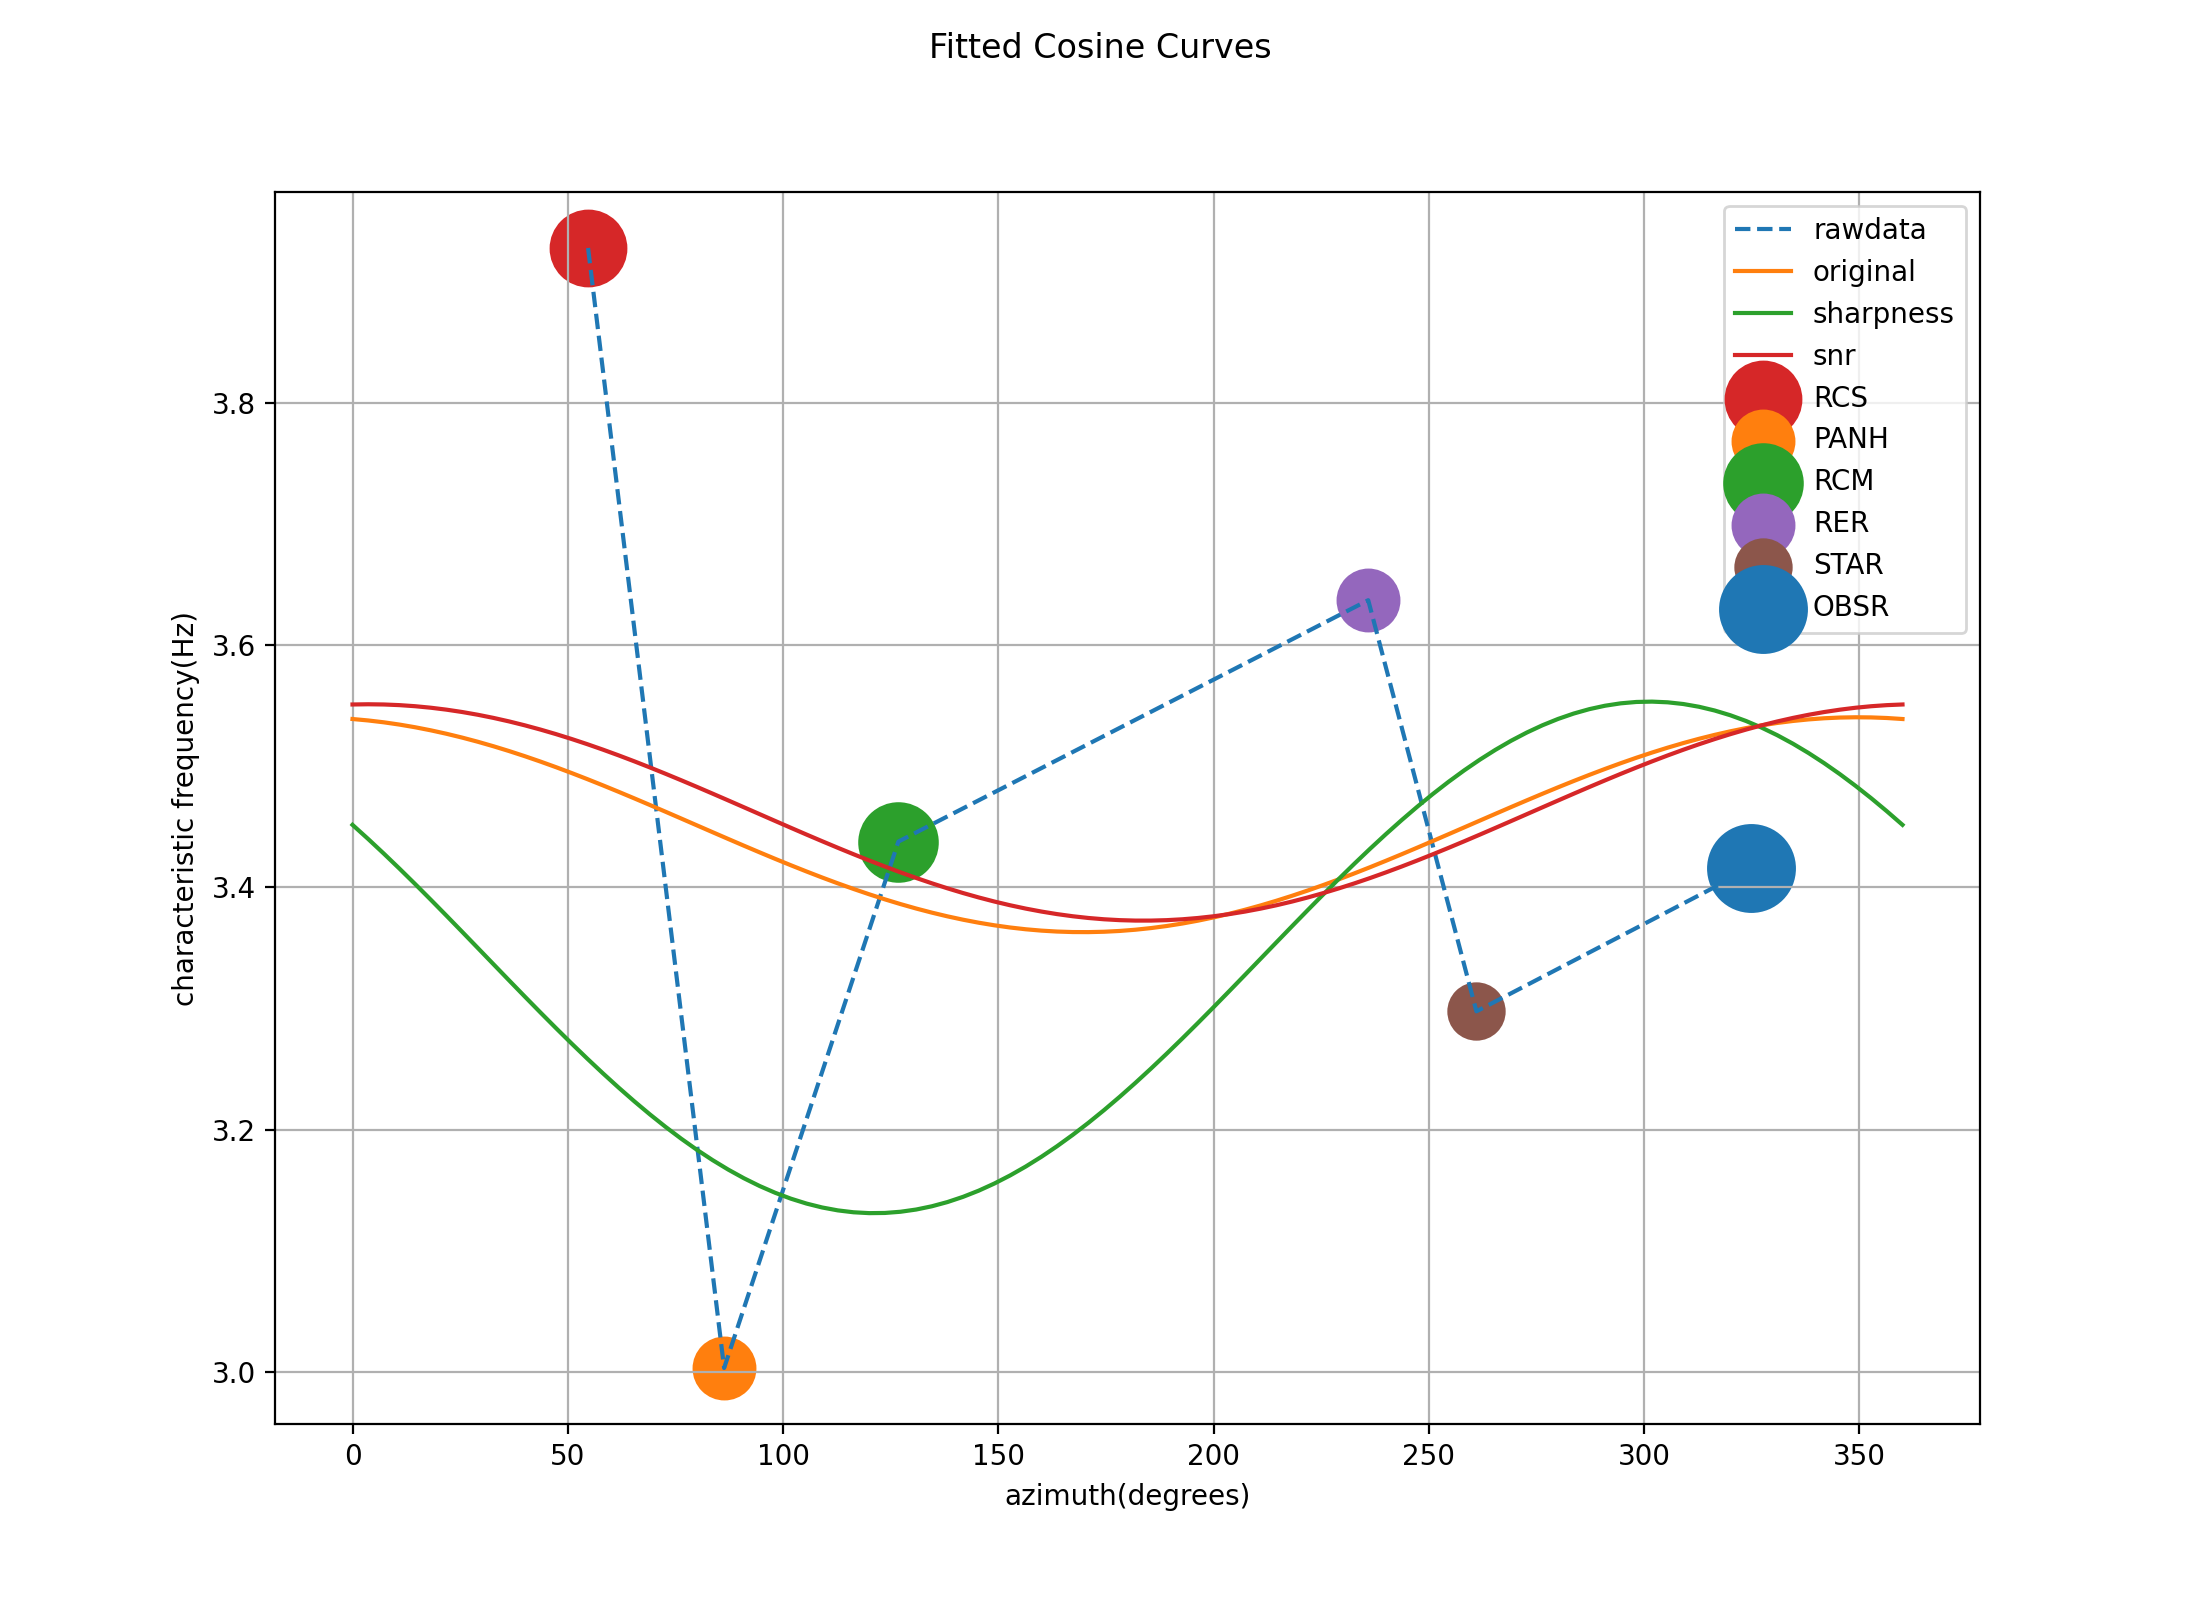 Fitted Cosine Curves
rawdata
original
sharpness
snr
RCS
PANH
RCM
RER
STAR
OBSR
characteristic frequency(Hz)
3.8
3.6
3.4
3.2
3.0
0 50 100 150 200 250 300 350
azimuth(degrees)